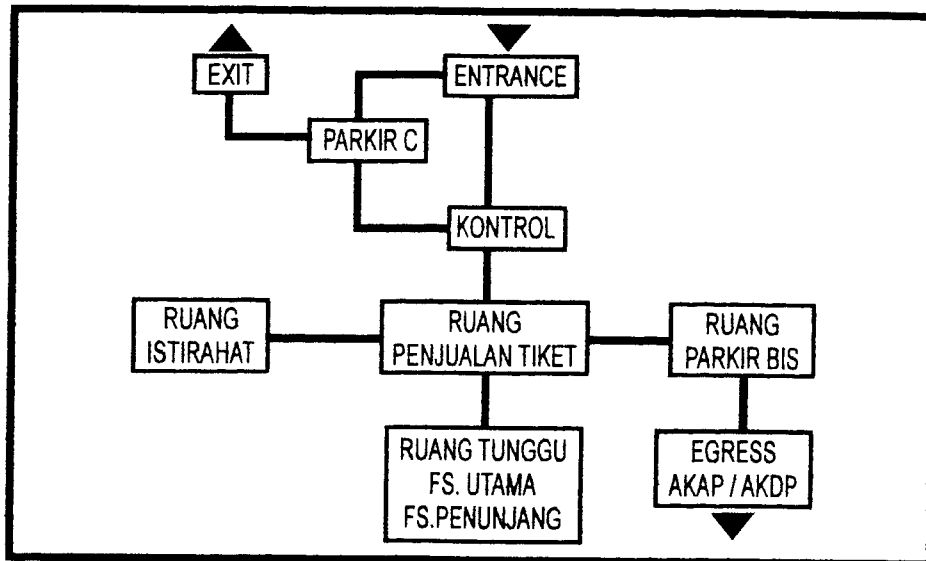 EXIT
ENTRANCE
PARKIR C
KONTROL
RUANG
ISTIRAHAT
RUANG
PENJUALAN TIKET
RUANG
PARKIR BIS
RUANG TUNGGU
FS. UTAMA
FS.PENUNJANG
EGRESS
AKAP / AKDP